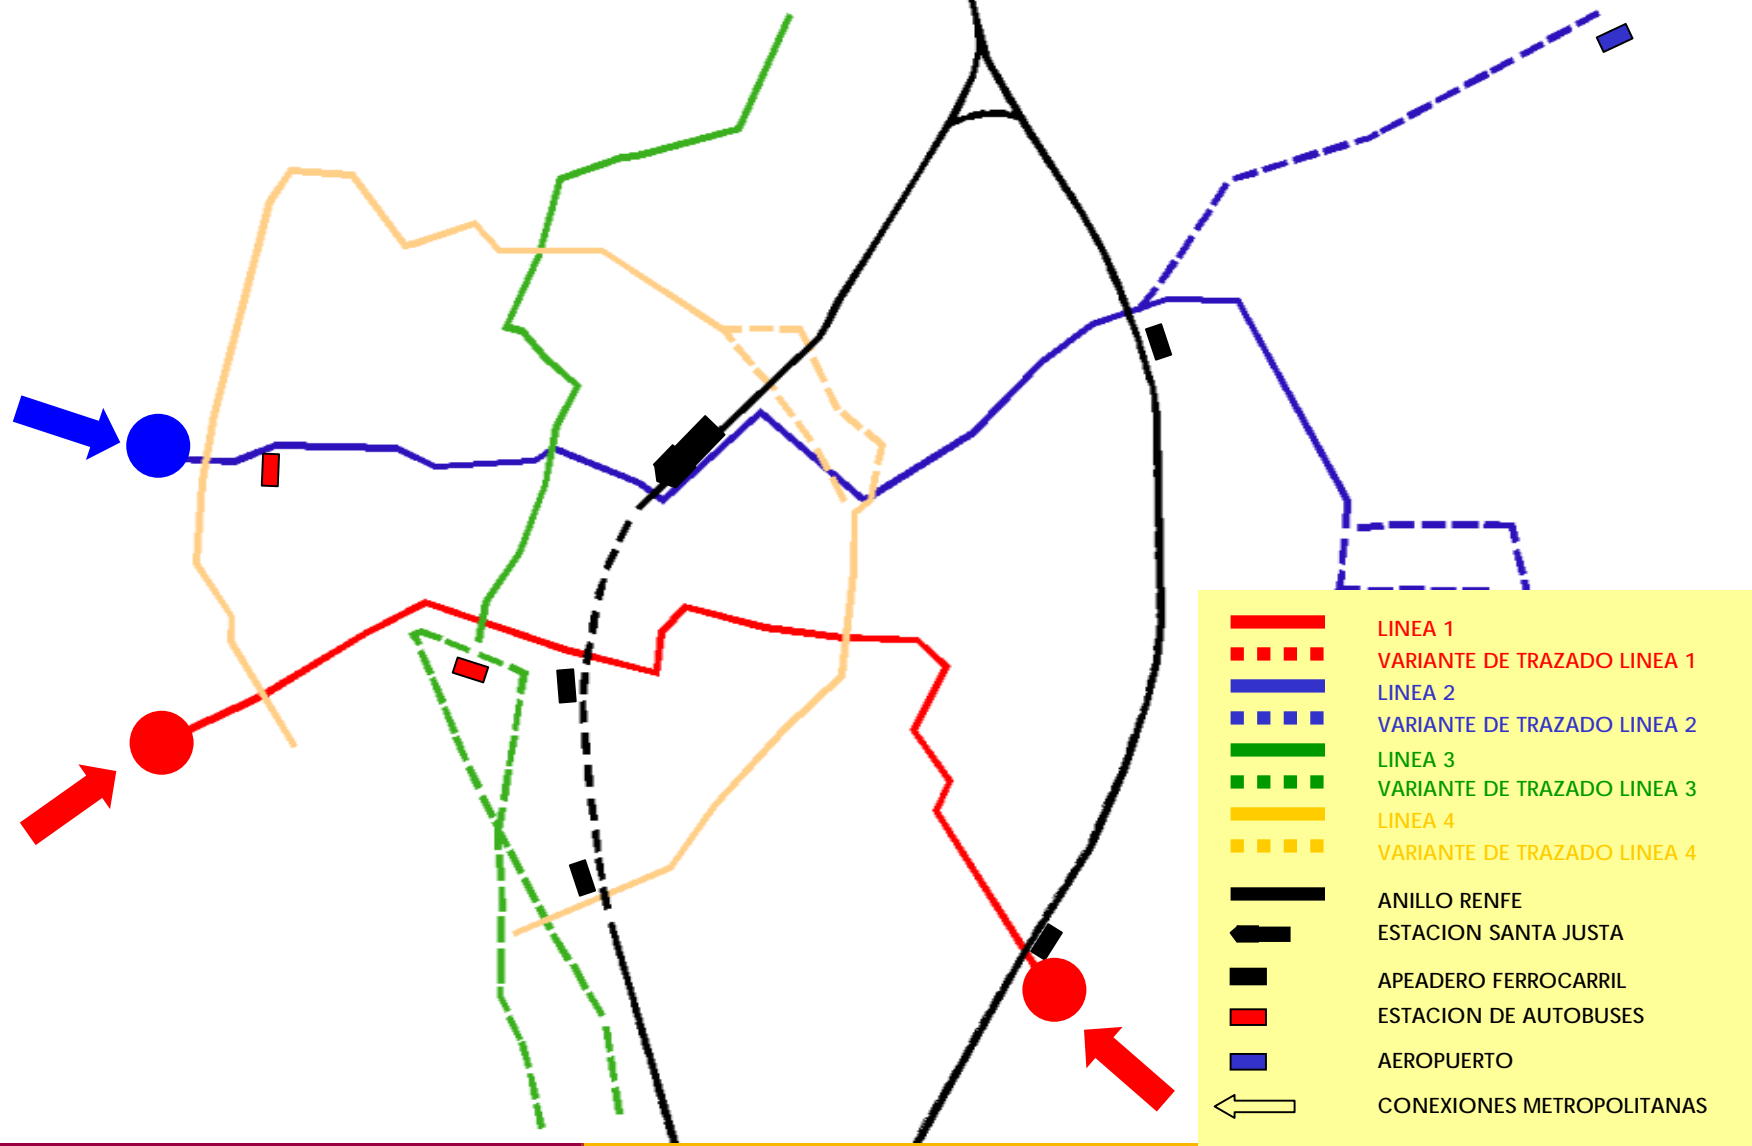 LINEA 1
VARIANTE DE TRAZADO LINEA 1
LINEA 2
VARIANTE DE TRAZADO LINEA 2
LINEA 3
VARIANTE DE TRAZADO LINEA 3
LINEA 4
VARIANTE DE TRAZADO LINEA 4
ANILLO RENFE
ESTACION SANTA JUSTA
APEADERO FERROCARRIL
ESTACION DE AUTOBUSES
AEROPUERTO
CONEXIONES METROPOLITANAS